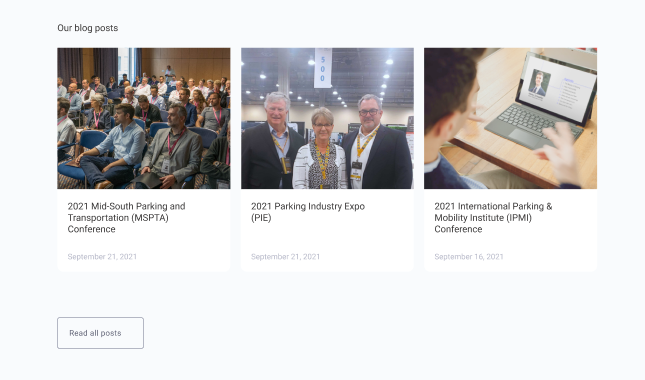 Our blog posts
500
2021 Mid-South Parking and
Transportation (MSPTA)
Conference
September 21, 2021
2021 Parking Industry Expo
(PIE)
September 21, 2021
2021 International Parking &
Mobility Institute (IPMI)
Conference
September 16, 2021
Read all posts